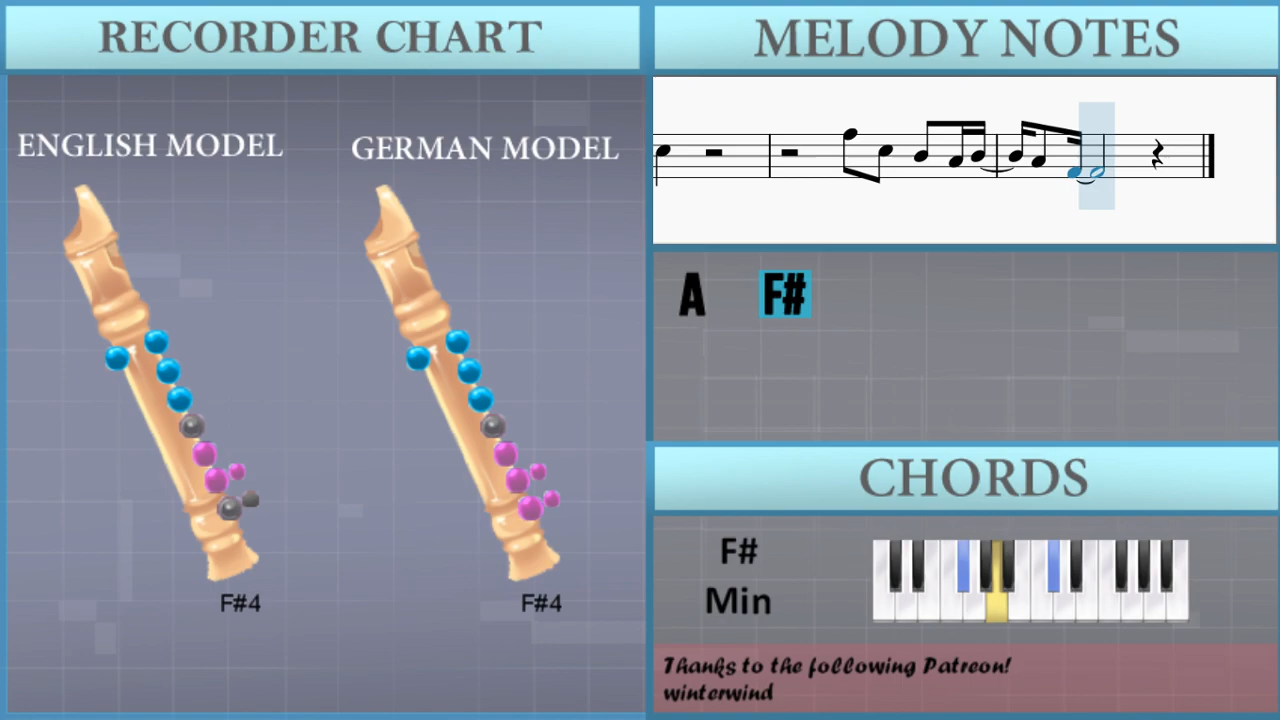 RECORDER CHART
ENGLISH MODEL
GERMAN MODEL
F#4
F#4
MELODY NOTES
A
F#
CHORDS
F#
Min
Thanks to the following Patreon!
winterwind